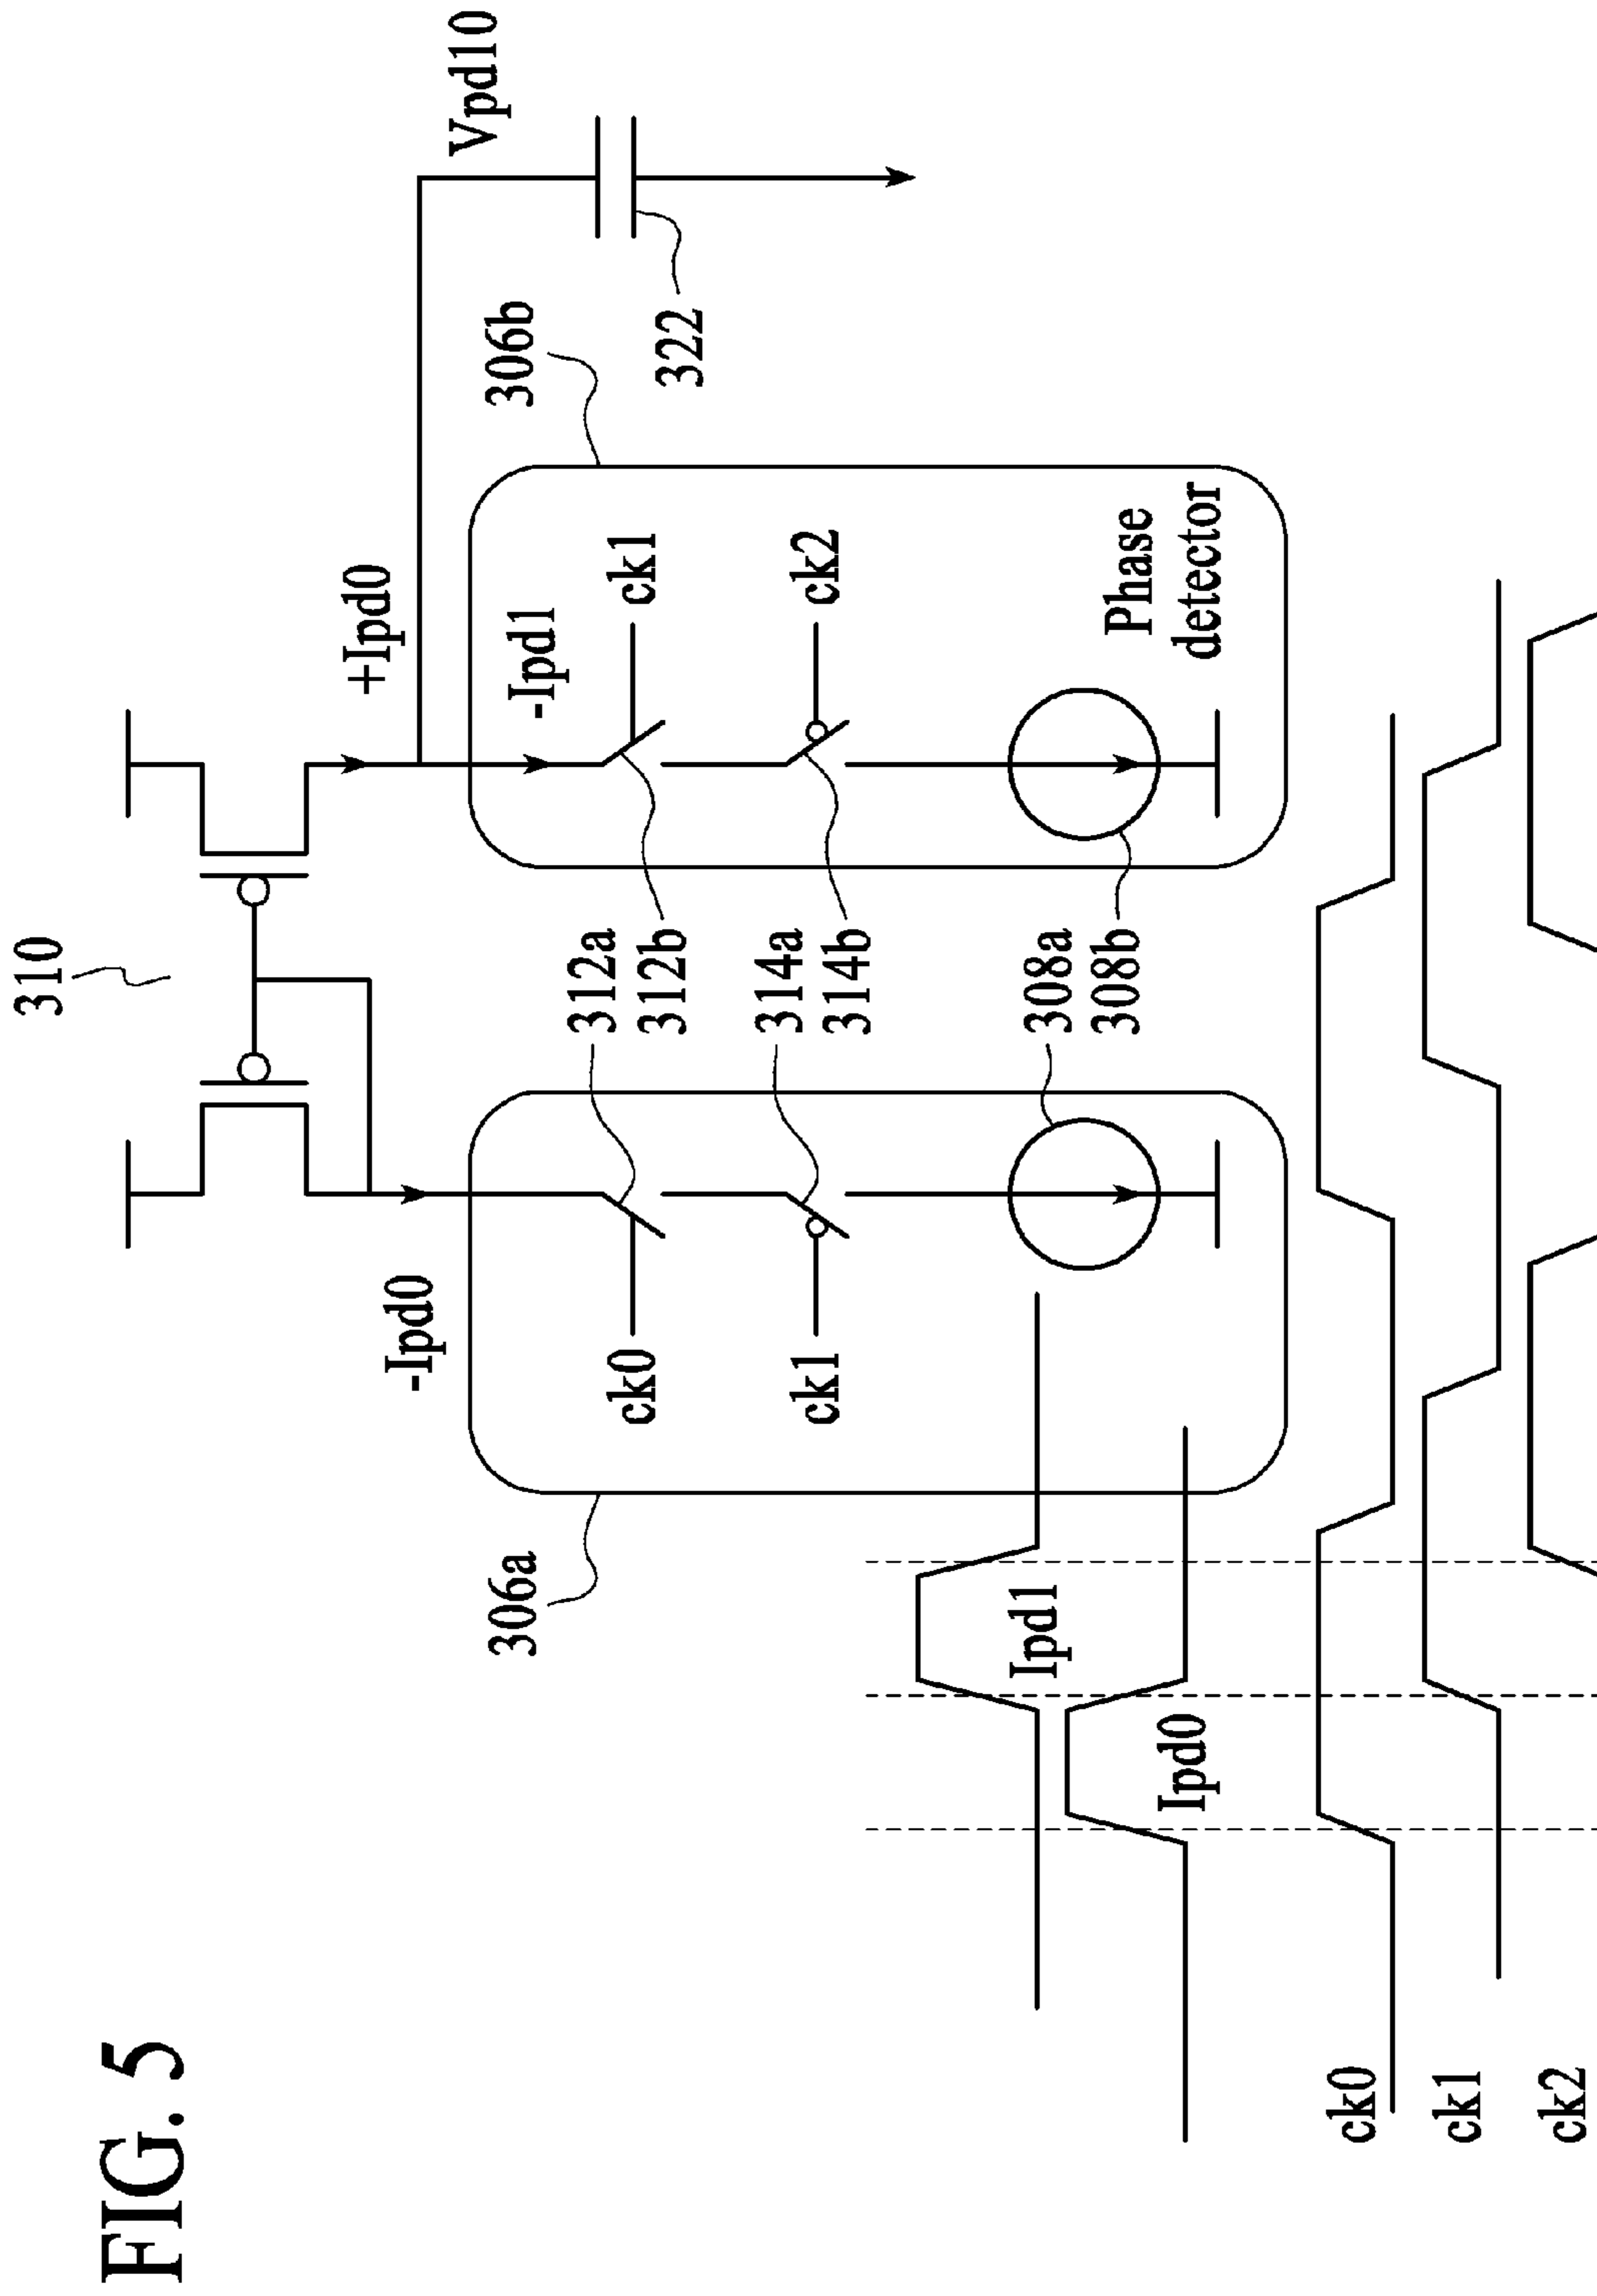 FIG. 5
310
-Ipd0
+Ipd0
Vpd10
306a
306b
ck0
312a
312b
-Ipd1
ck1
322
ck1
314a
314b
ck2
308a
308b
Phase
detector
Ipd1
Ipd0
ck0
ck1
ck2